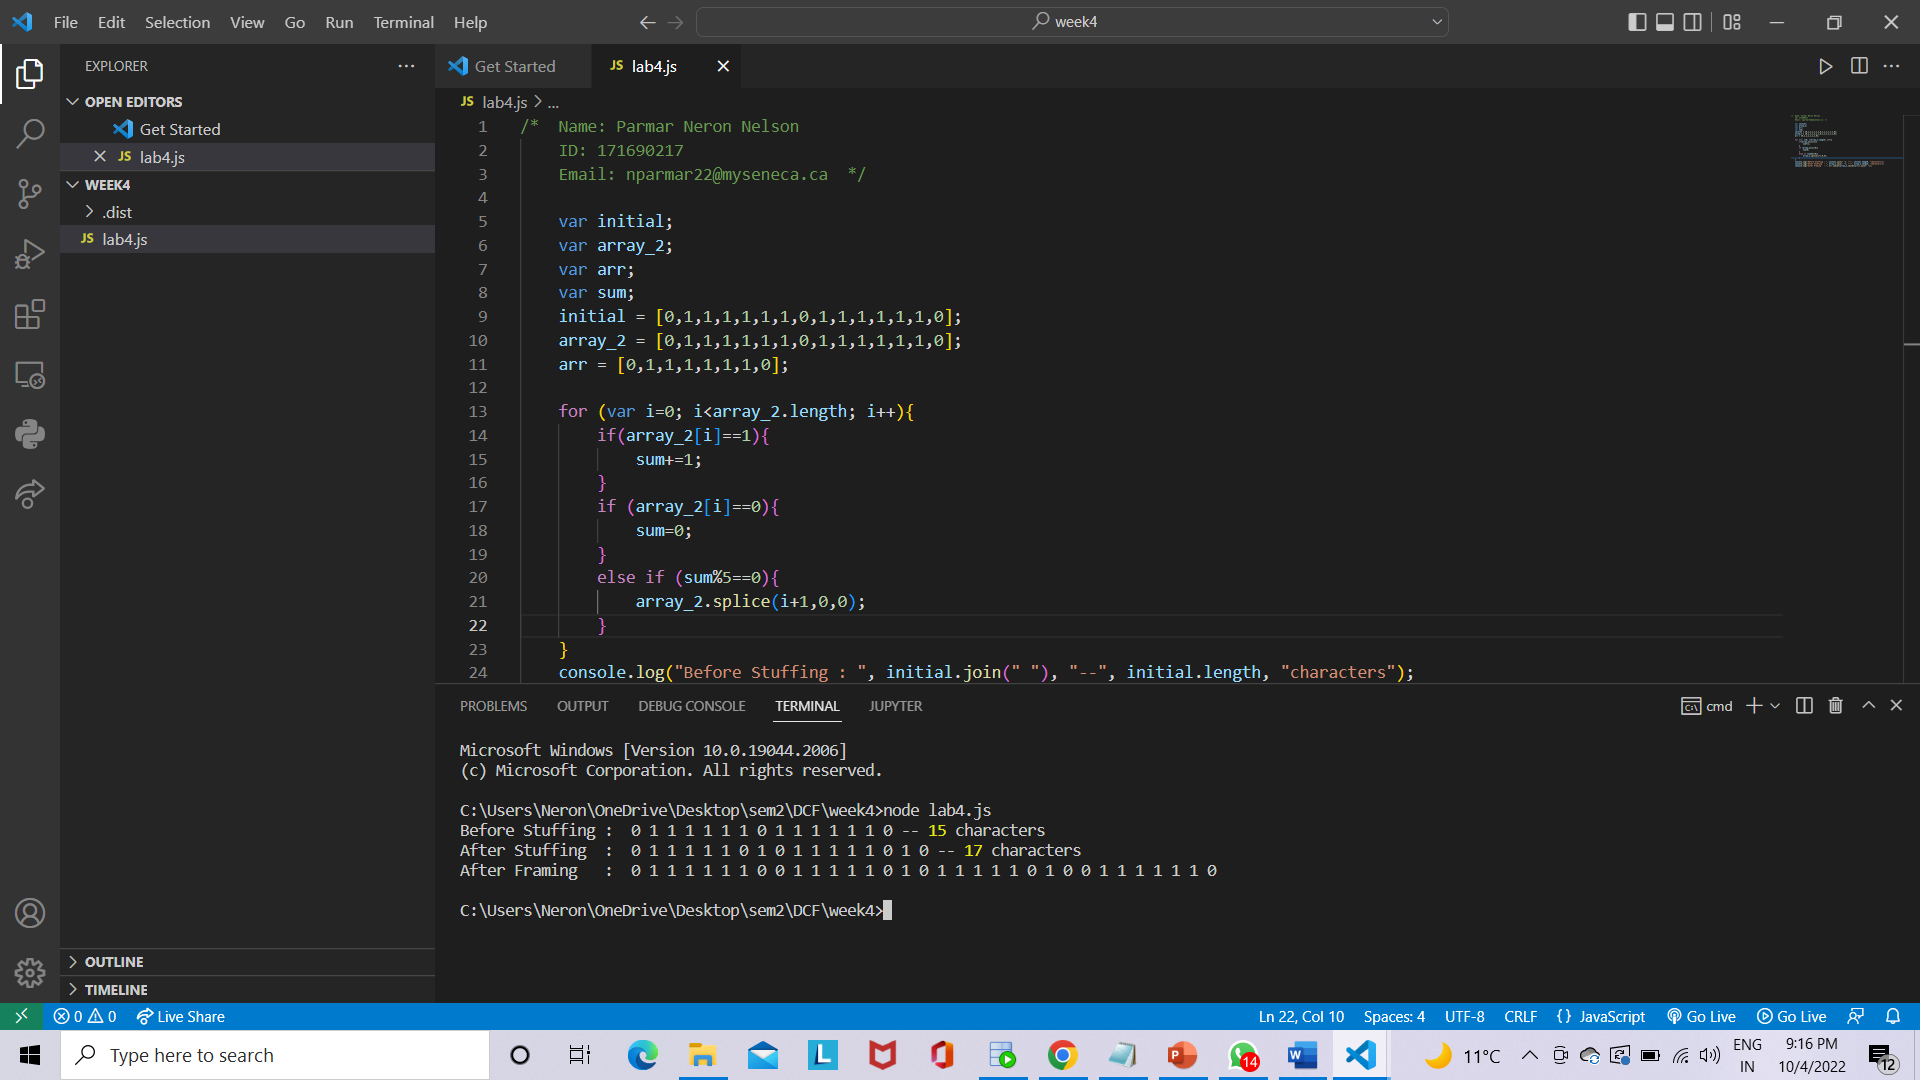 File Edit Selection View Go Run Terminal Help
week4
EXPLORER
OPEN EDITORS
Get Started
JS lab4.js
WEEK4
.dist
JS lab4.js
OUTLINE
TIMELINE
Get Started
JS lab4.js
JS lab4.js > ...
1 /* Name: Parmar Neron Nelson
2 ID: 171690217
3 Email: nparmar22@myseneca.ca */
4
5 var initial;
6 var array_2;
7 var arr;
8 var sum;
9 initial = [0,1,1,1,1,1,1,0,1,1,1,1,1,1,0];
10 array_2 = [0,1,1,1,1,1,1,0,1,1,1,1,1,1,0];
11 arr = [0,1,1,1,1,1,1,0];
12
13 for (var i=0; i<array_2.length; i++){
14 if(array_2[i]==1){
15 sum+=1;
16 }
17 if (array_2[i]==0){
18 sum=0;
19 }
20 else if (sum%5==0){
21 array_2.splice(i+1,0,0);
22 }
23 }
24 console.log("Before Stuffing : ", initial.join(" "), "--", initial.length, "characters");
PROBLEMS OUTPUT DEBUG CONSOLE TERMINAL JUPYTER
cmd
Microsoft Windows [Version 10.0.19044.2006]
(c) Microsoft Corporation. All rights reserved.
C:\Users\Neron\OneDrive\Desktop\sem2\DCF\week4>node lab4.js
Before Stuffing : 0 1 1 1 1 1 1 0 1 1 1 1 1 1 0 -- 15 characters
After Stuffing : 0 1 1 1 1 1 0 1 0 1 1 1 1 1 0 1 0 -- 17 characters
After Framing : 0 1 1 1 1 1 1 0 0 1 1 1 1 1 0 1 0 1 1 1 1 1 0 1 0 0 1 1 1 1 1 1 0
C:\Users\Neron\OneDrive\Desktop\sem2\DCF\week4>
0 0 Live Share
Ln 22, Col 10 Spaces: 4 UTF-8 CRLF {} JavaScript Go Live Go Live
Type here to search
L
14
W
11°C
ENG
IN
9:16 PM
10/4/2022
12